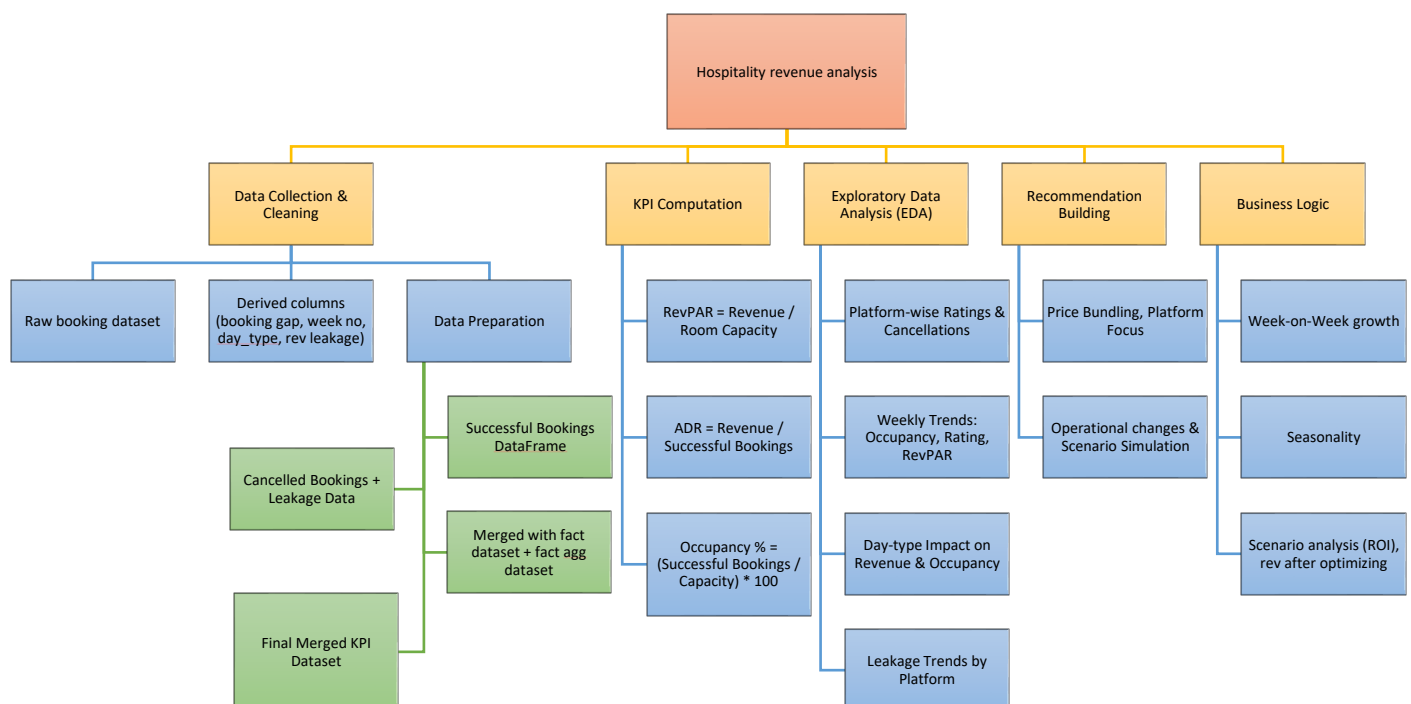 Hospitality revenue analysis
Data Collection &
Cleaning
KPI Computation
Exploratory Data
Analysis (EDA)
Recommendation
Building
Business Logic
Raw booking dataset
Derived columns
(booking gap, week no,
day_type, rev leakage)
Data Preparation
Successful Bookings
DataFrame
Cancelled Bookings +
Leakage Data
Merged with fact
dataset + fact agg
dataset
Final Merged KPI
Dataset
RevPAR = Revenue /
Room Capacity
ADR = Revenue /
Successful Bookings
Occupancy % =
(Successful Bookings /
Capacity) * 100
Platform-wise Ratings &
Cancellations
Weekly Trends:
Occupancy, Rating,
RevPAR
Day-type Impact on
Revenue & Occupancy
Leakage Trends by
Platform
Price Bundling, Platform
Focus
Operational changes &
Scenario Simulation
Week-on-Week growth
Seasonality
Scenario analysis (ROI),
rev after optimizing